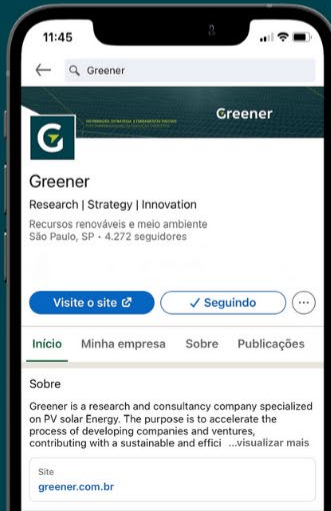 11:45
Greener
Greener
Greener
Research | Strategy | Innovation
Recursos renováveis e meio ambiente
São Paulo, SP • 4.272 seguidores
Visite o site
Seguindo
Início Minha empresa Sobre Publicações
Sobre
Greener is a research and consultancy company specialized
on PV solar Energy. The purpose is to accelerate the
process of developing companies and ventures,
contributing with a sustainable and effici ...visualizar mais
Site
greener.com.br